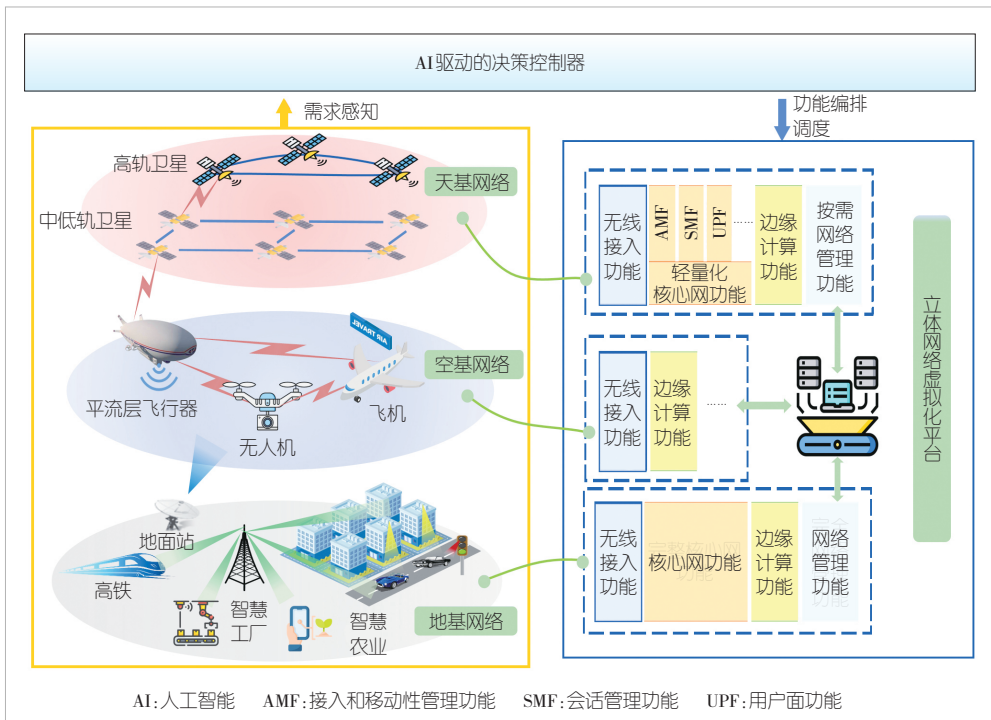 AI驱动的决策控制器
需求感知
功能编排
调度
高轨卫星
天基网络
中低轨卫星
AIR TRAVEL
空基网络
平流层飞行器
飞机
无人机
地面站
高铁
智慧
工厂
智慧
农业
地基网络
无线
接入
功能
AMF
SMF
UPF
……
轻量化
核心网功能
边缘
计算
功能
按需
网络
管理
功能
无线
接入
功能
边缘
计算
功能
……
无线
接入
功能
核心网功能
边缘
计算
功能
网络
管理
功能
立体网络虚拟化平台
AI:人工智能 AMF:接入和移动性管理功能 SMF:会话管理功能 UPF:用户面功能